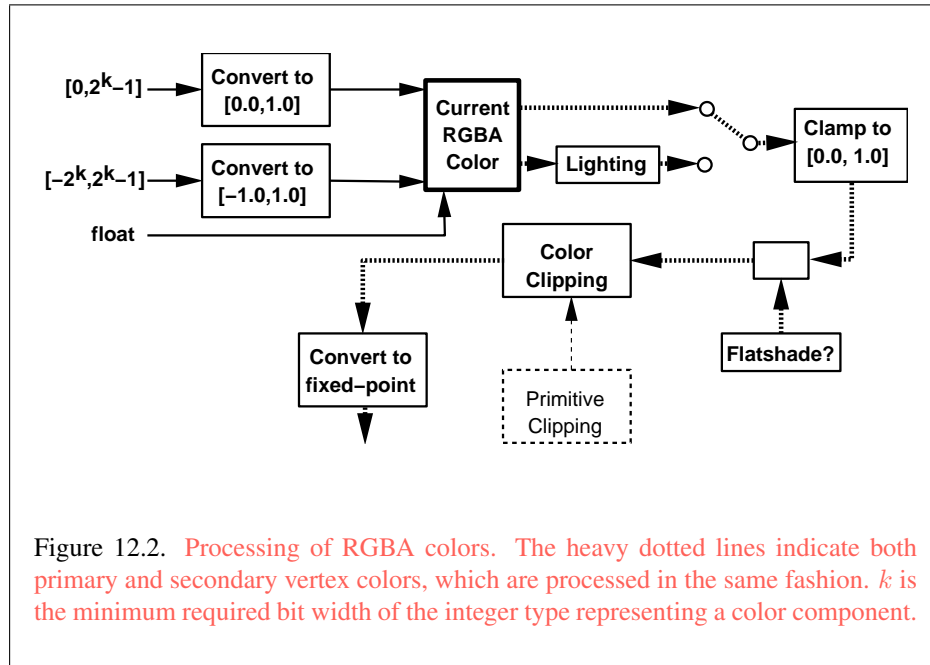 [0,2^k−1]
Convert to
[0.0,1.0]
Current
RGBA
Color
Clamp to
[0.0, 1.0]
[−2^k,2^k−1]
Convert to
[−1.0,1.0]
Lighting
float
Color
Clipping
Flatshade?
Convert to
fixed−point
Primitive
Clipping
Figure 12.2. Processing of RGBA colors. The heavy dotted lines indicate both
primary and secondary vertex colors, which are processed in the same fashion. k is
the minimum required bit width of the integer type representing a color component.